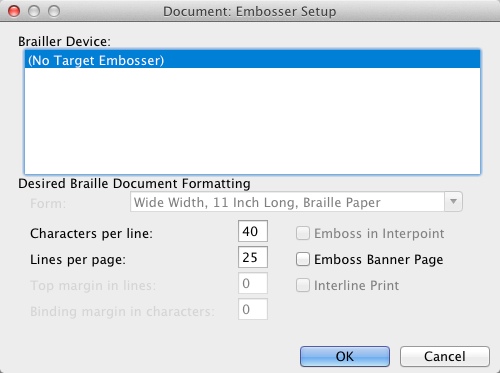 Document: Embosser Setup
Brailler Device:
(No Target Embosser)
Desired Braille Document Formatting
Form: Wide Width, 11 Inch Long, Braille Paper
Characters per line: 40 Emboss in Interpoint
Lines per page: 25 Emboss Banner Page
Top margin in lines: 0 Interline Print
Binding margin in characters: 0
OK Cancel